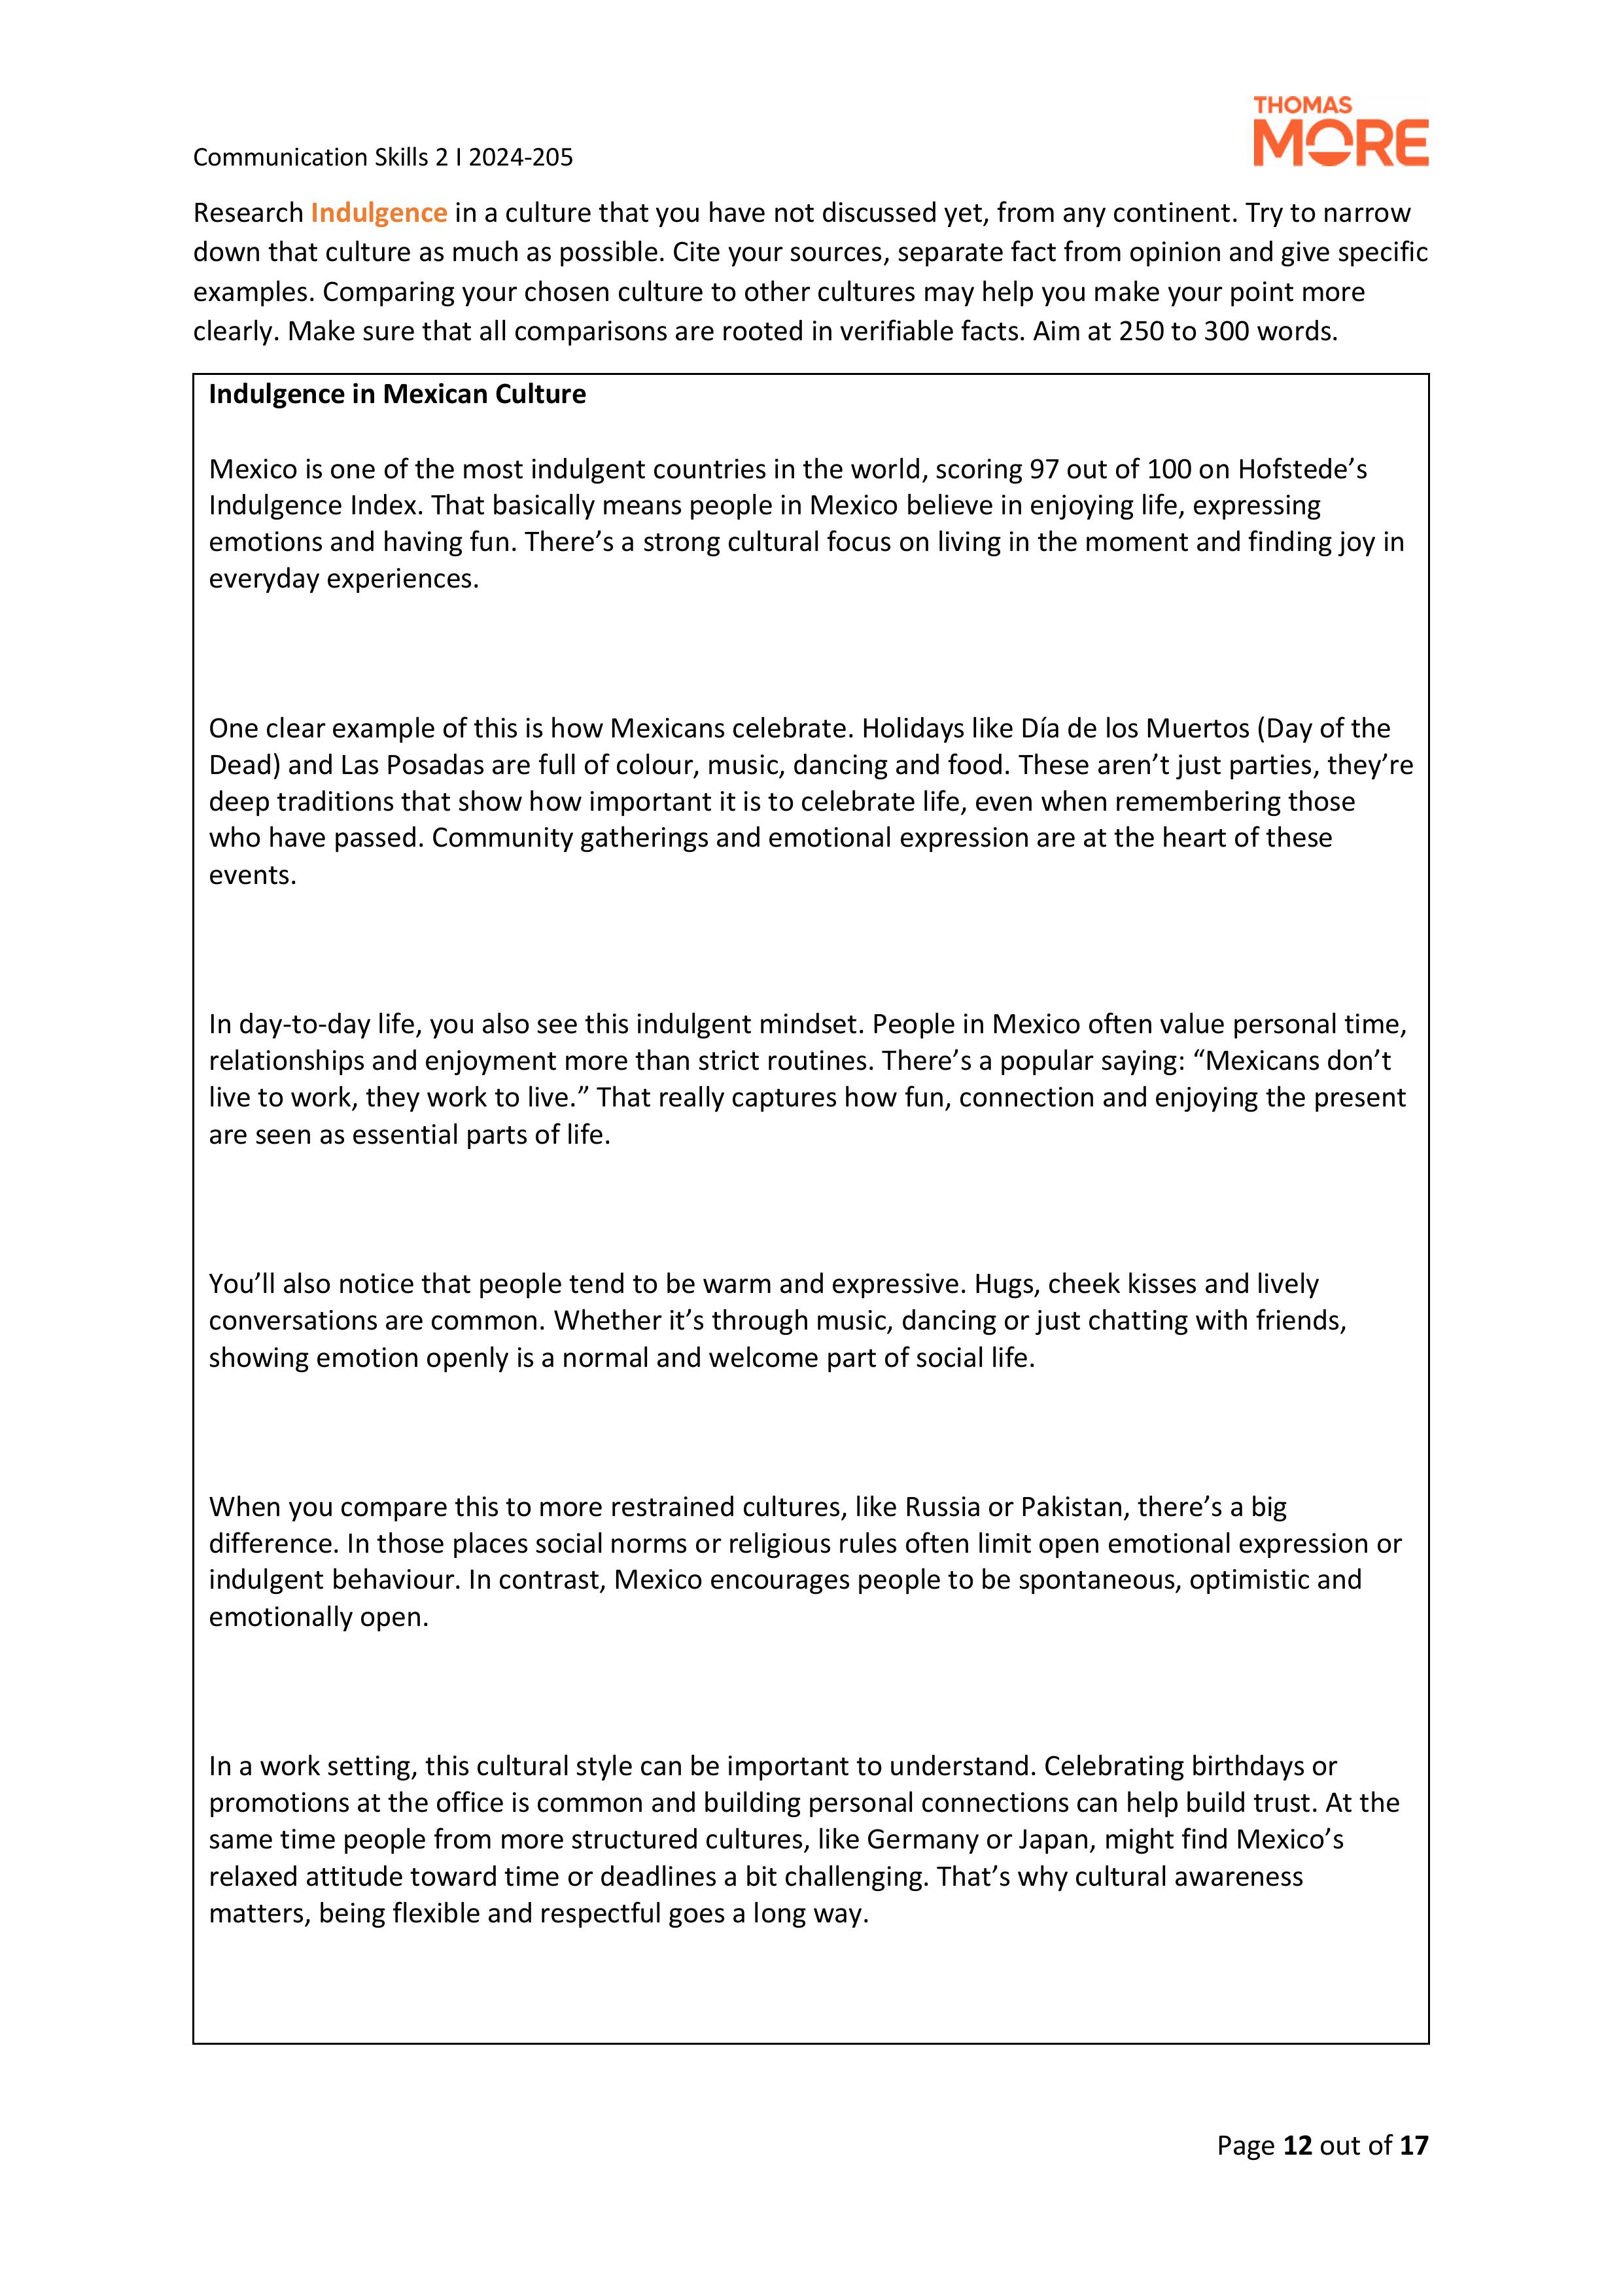 THOMAS
MORE
Communication Skills 2 I 2024-205
Research Indulgence in a culture that you have not discussed yet, from any continent. Try to narrow
down that culture as much as possible. Cite your sources, separate fact from opinion and give specific
examples. Comparing your chosen culture to other cultures may help you make your point more
clearly. Make sure that all comparisons are rooted in verifiable facts. Aim at 250 to 300 words.
Indulgence in Mexican Culture
Mexico is one of the most indulgent countries in the world, scoring 97 out of 100 on Hofstede’s
Indulgence Index. That basically means people in Mexico believe in enjoying life, expressing
emotions and having fun. There’s a strong cultural focus on living in the moment and finding joy in
everyday experiences.
One clear example of this is how Mexicans celebrate. Holidays like Día de los Muertos (Day of the
Dead) and Las Posadas are full of colour, music, dancing and food. These aren’t just parties, they’re
deep traditions that show how important it is to celebrate life, even when remembering those
who have passed. Community gatherings and emotional expression are at the heart of these
events.
In day-to-day life, you also see this indulgent mindset. People in Mexico often value personal time,
relationships and enjoyment more than strict routines. There’s a popular saying: “Mexicans don’t
live to work, they work to live.” That really captures how fun, connection and enjoying the present
are seen as essential parts of life.
You’ll also notice that people tend to be warm and expressive. Hugs, cheek kisses and lively
conversations are common. Whether it’s through music, dancing or just chatting with friends,
showing emotion openly is a normal and welcome part of social life.
When you compare this to more restrained cultures, like Russia or Pakistan, there’s a big
difference. In those places social norms or religious rules often limit open emotional expression or
indulgent behaviour. In contrast, Mexico encourages people to be spontaneous, optimistic and
emotionally open.
In a work setting, this cultural style can be important to understand. Celebrating birthdays or
promotions at the office is common and building personal connections can help build trust. At the
same time people from more structured cultures, like Germany or Japan, might find Mexico’s
relaxed attitude toward time or deadlines a bit challenging. That’s why cultural awareness
matters, being flexible and respectful goes a long way.
Page 12 out of 17